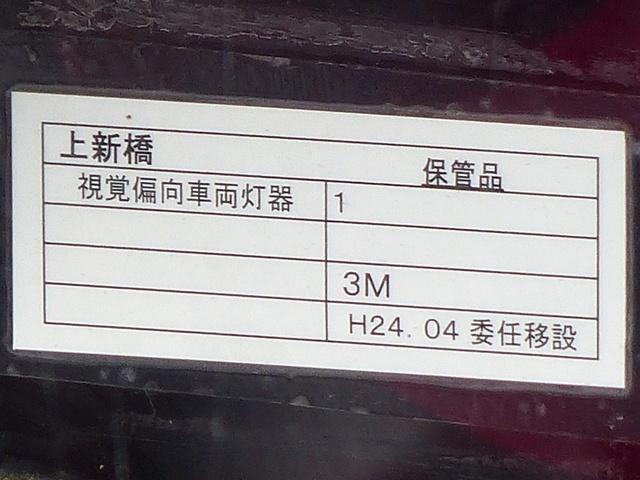 上新橋 保管品
視覚偏向車両灯器 1
3M
H24. 04 委任移設